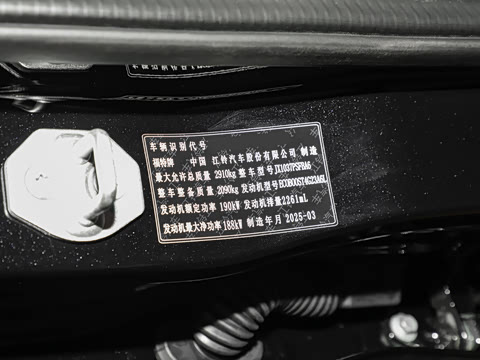 车辆识别代号
福特牌 中国 江铃汽车股份有限公司 制造
最大允许总质量 2910kg 整车型号 JX1037PSFBA6
整车整备质量 2090kg 发动机型号 ECOBOOST4G23A6L
发动机额定功率 190kW 发动机排量2261mL
发动机最大净功率 188kW 制造年月 2025-03